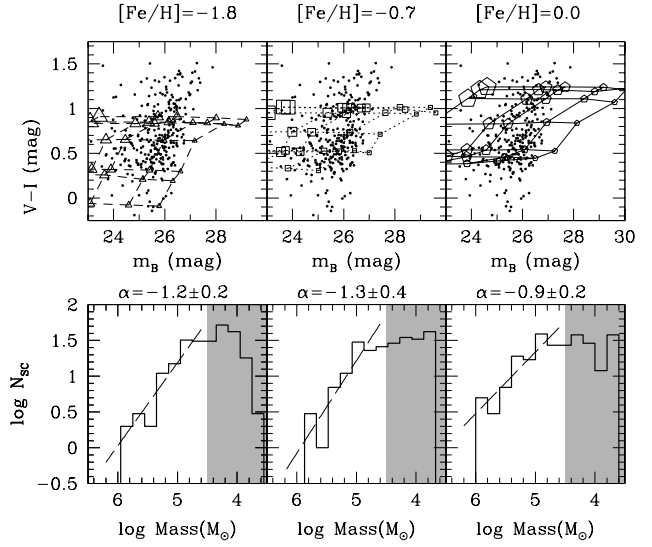 [Fe/H]=−1.8 [Fe/H]=−0.7 [Fe/H]=0.0
1.5
1
0.5
0
V−I (mag)
24 26 28 24 26 28 24 26 28 30
m_B (mag) m_B (mag) m_B (mag)
α=−1.2±0.2 α=−1.3±0.4 α=−0.9±0.2
2
1.5
1
0.5
0
−0.5
log N_SC
6 5 4 6 5 4 6 5 4
log Mass(M_⊙) log Mass(M_⊙) log Mass(M_⊙)